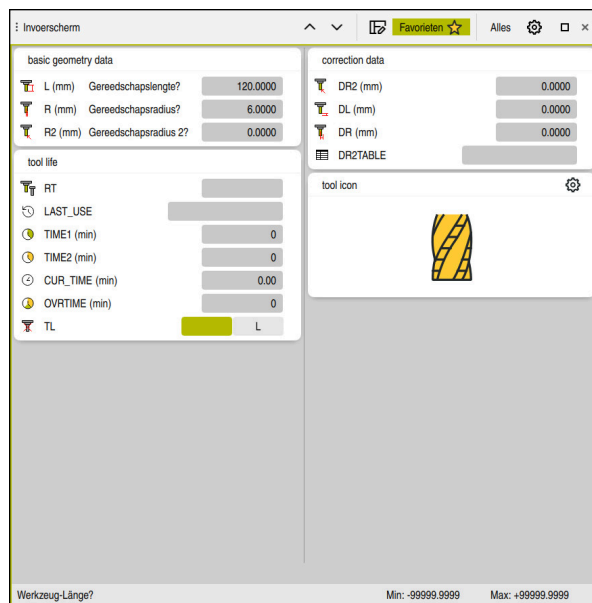 Invoerscherm
Favorieten
Alles
basic geometry data
L (mm) Gereedschapslengte? 120.0000
R (mm) Gereedschapsradius? 6.0000
R2 (mm) Gereedschapsradius 2? 0.0000
tool life
RT
LAST_USE
TIME1 (min) 0
TIME2 (min) 0
CUR_TIME (min) 0.00
OVRTIME (min) 0
TL L
correction data
DR2 (mm) 0.0000
DL (mm) 0.0000
DR (mm) 0.0000
DR2TABLE
tool icon
Werkzeug-Länge? Min: -99999.9999 Max: +99999.9999